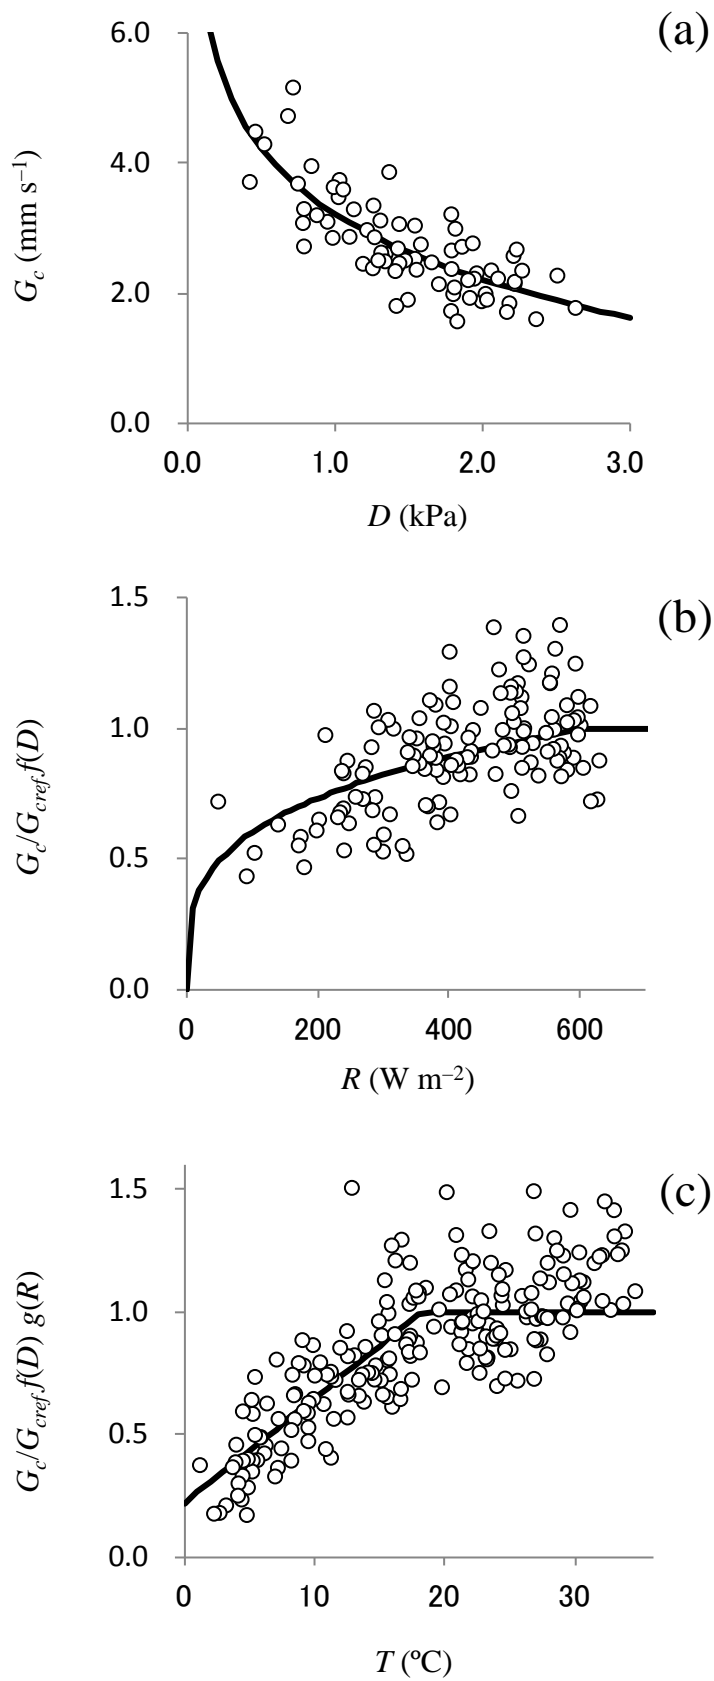 (a)
6.0
4.0
2.0
0.0
G_c (mm s⁻¹)
0.0 1.0 2.0 3.0
D (kPa)
(b)
1.5
1.0
0.5
0.0
G_c/G_cref f(D)
0 200 400 600
R (W m⁻²)
(c)
1.5
1.0
0.5
0.0
G_c/G_cref f(D) g(R)
0 10 20 30
T (ºC)